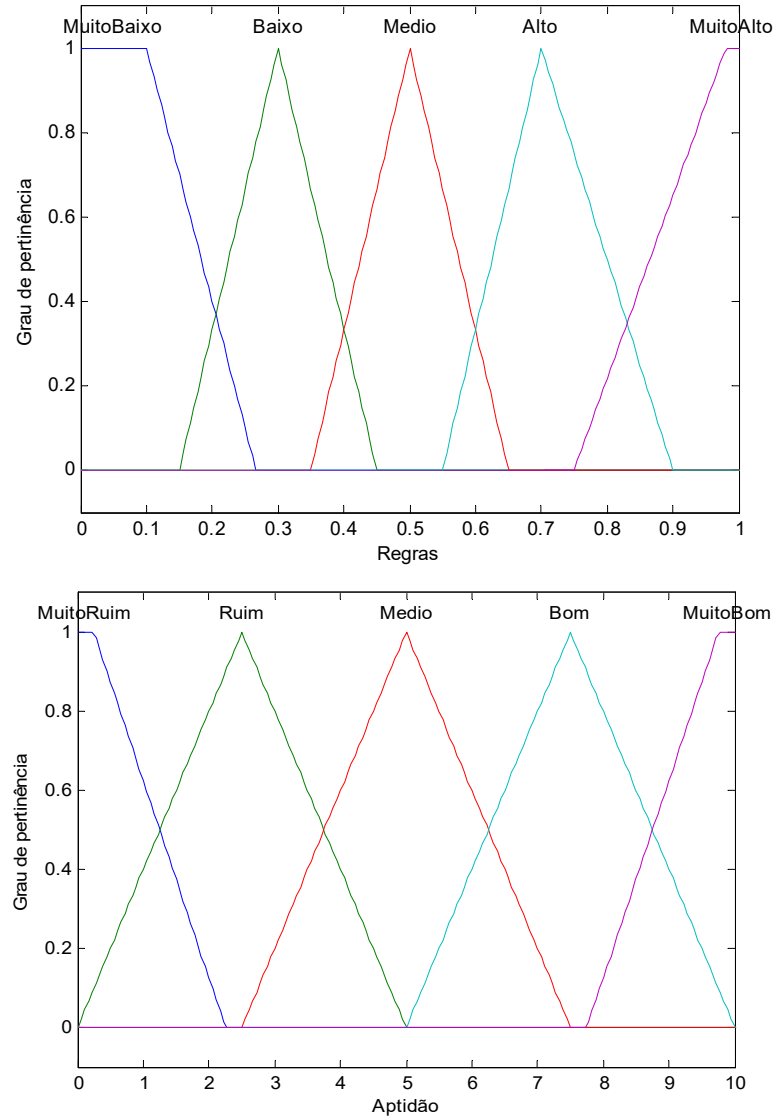 MuitoBaixo Baixo Medio Alto MuitoAlto
1
0.8
0.6
0.4
0.2
0
Grau de pertinência
0 0.1 0.2 0.3 0.4 0.5 0.6 0.7 0.8 0.9 1
Regras
MuitoRuim Ruim Medio Bom MuitoBom
1
0.8
0.6
0.4
0.2
0
Grau de pertinência
0 1 2 3 4 5 6 7 8 9 10
Aptidão